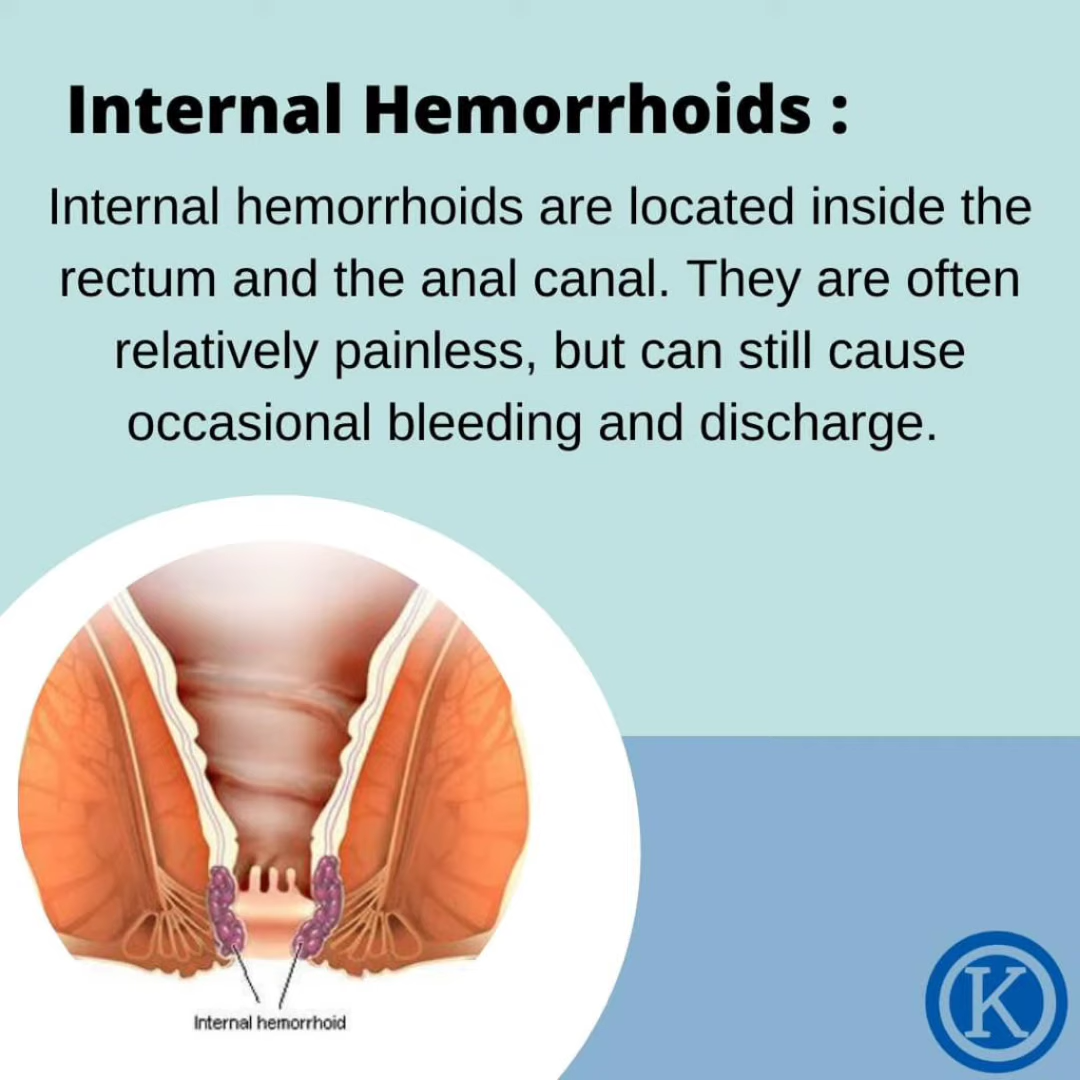 Internal Hemorrhoids :
Internal hemorrhoids are located inside the
rectum and the anal canal. They are often
relatively painless, but can still cause
occasional bleeding and discharge.
Internal hemorrhoid
K